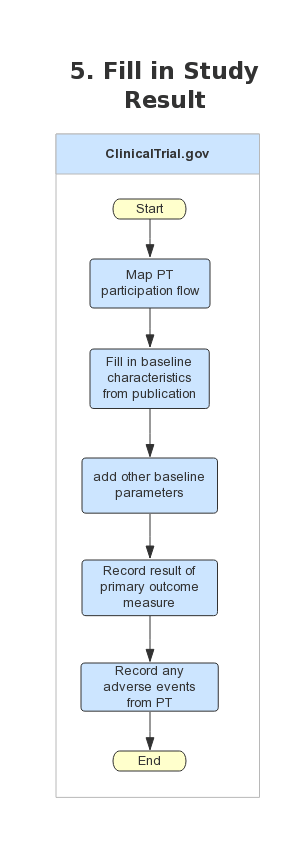 5. Fill in Study
Result
ClinicalTrial.gov
Start
Map PT
participation flow
Fill in baseline
characteristics
from publication
add other baseline
parameters
Record result of
primary outcome
measure
Record any
adverse events
from PT
End